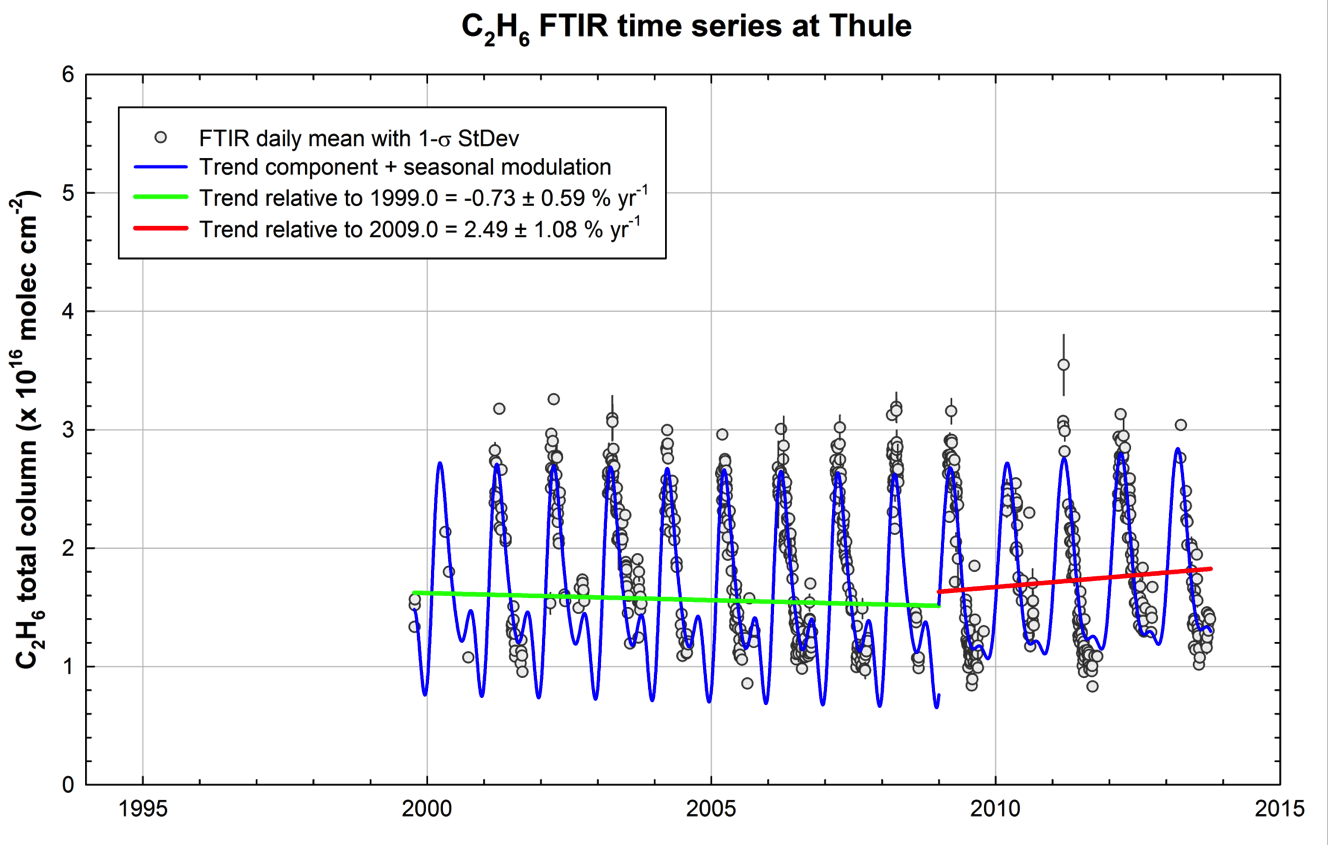 C₂H₆ FTIR time series at Thule
6
FTIR daily mean with 1-σ StDev
Trend component + seasonal modulation
Trend relative to 1999.0 = -0.73 ± 0.59 % yr⁻¹
Trend relative to 2009.0 = 2.49 ± 1.08 % yr⁻¹
5
4
3
2
1
0
C₂H₆ total column (x 10¹⁶ molec cm⁻²)
1995 2000 2005 2010 2015